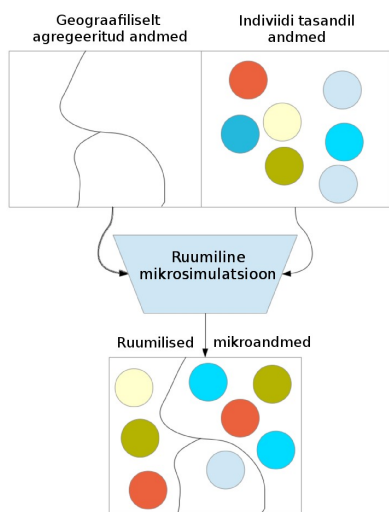 Geograafiliselt
agregeeritud andmed
Indiviidi tasandil
andmed
Ruumiline
mikrosimulatsioon
Ruumilised mikroandmed